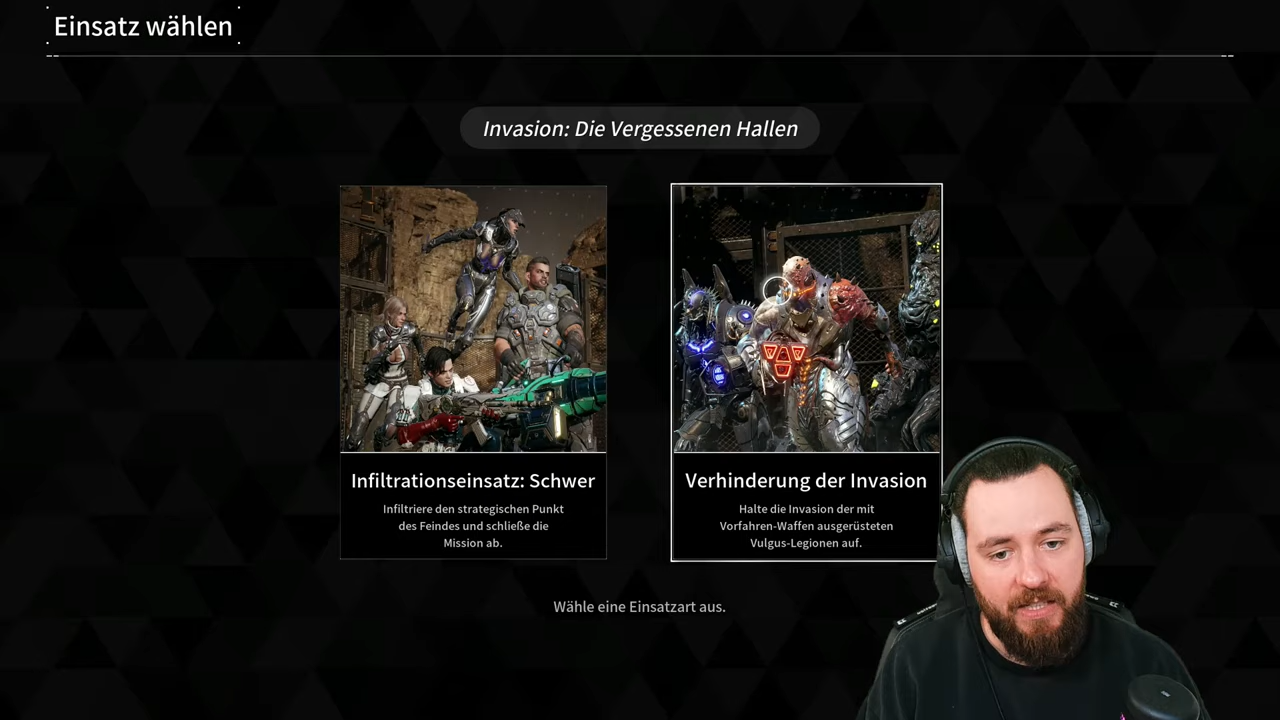 Einsatz wählen
Invasion: Die Vergessenen Hallen
Infiltrationseinsatz: Schwer
Infiltriere den strategischen Punkt
des Feindes und schließe die
Mission ab.
Verhinderung der Invasion
Halte die Invasion der mit
Vorfahren-Waffen ausgerüsteten
Vulgus-Legionen auf.
Wähle eine Einsatzart aus.